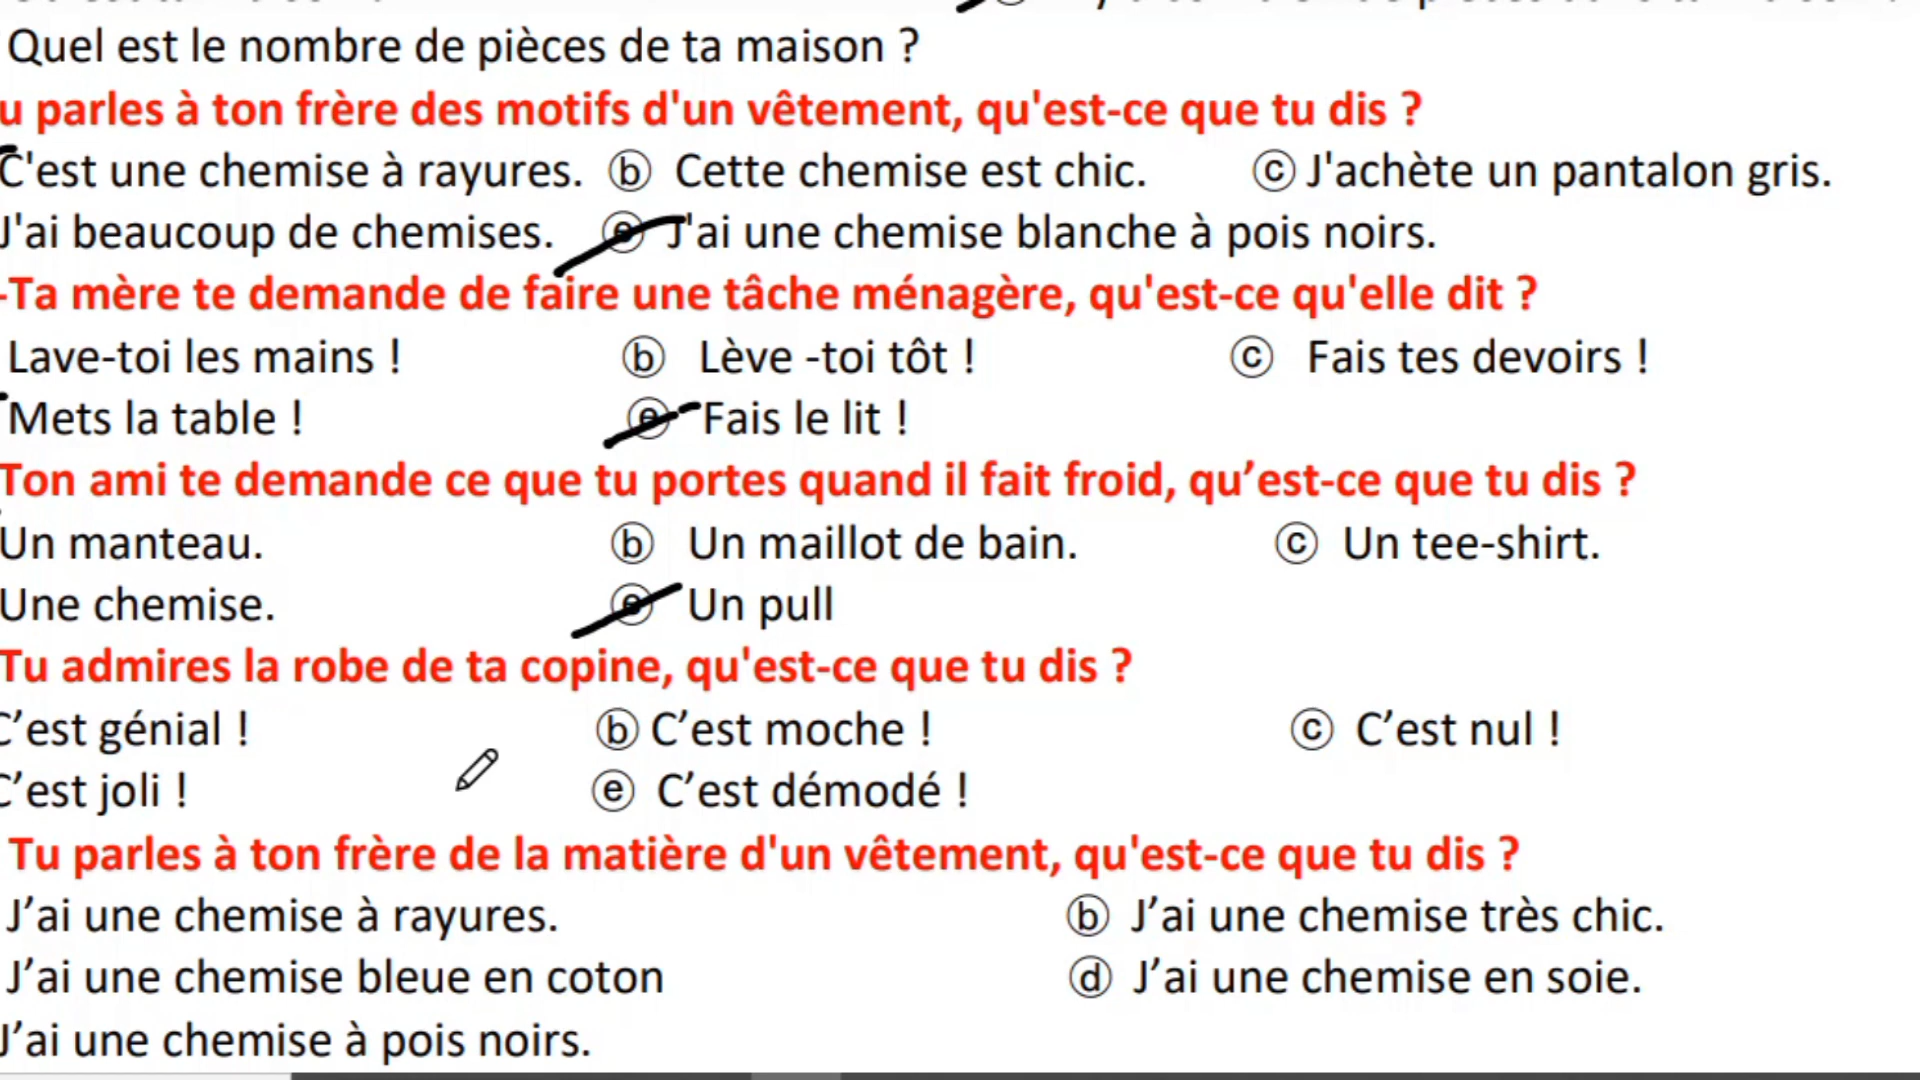 Quel est le nombre de pièces de ta maison ?
u parles à ton frère des motifs d'un vêtement, qu'est-ce que tu dis ?
C'est une chemise à rayures. ⓑ Cette chemise est chic. ⓒ J'achète un pantalon gris.
J'ai beaucoup de chemises. ⓔ J'ai une chemise blanche à pois noirs.
-Ta mère te demande de faire une tâche ménagère, qu'est-ce qu'elle dit ?
Lave-toi les mains ! ⓑ Lève -toi tôt ! ⓒ Fais tes devoirs !
Mets la table ! ⓔ Fais le lit !
Ton ami te demande ce que tu portes quand il fait froid, qu’est-ce que tu dis ?
Un manteau. ⓑ Un maillot de bain. ⓒ Un tee-shirt.
Une chemise. ⓔ Un pull
Tu admires la robe de ta copine, qu'est-ce que tu dis ?
C’est génial ! ⓑ C’est moche ! ⓒ C’est nul !
C’est joli ! ⓔ C’est démodé !
Tu parles à ton frère de la matière d'un vêtement, qu'est-ce que tu dis ?
J’ai une chemise à rayures. ⓑ J’ai une chemise très chic.
J’ai une chemise bleue en coton ⓓ J’ai une chemise en soie.
J’ai une chemise à pois noirs.